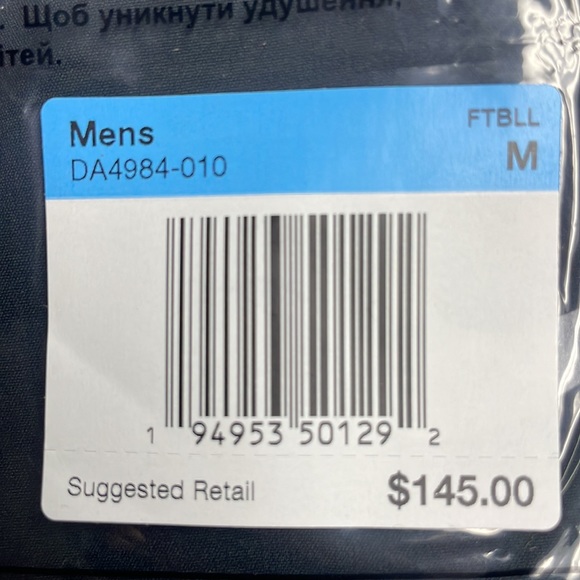 . Щоб уникнути удушення,
ітей.
Mens
FTBLL
DA4984-010
M
1 94953 50129 2
Suggested Retail
$145.00